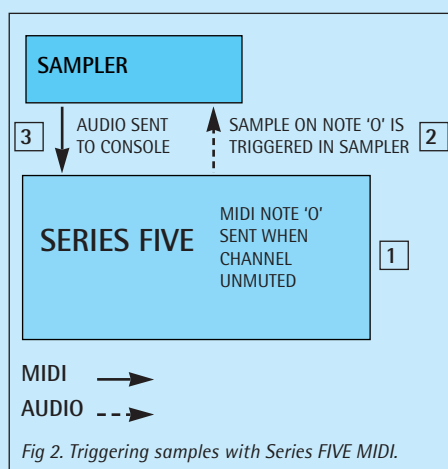 SAMPLER
3
AUDIO SENT
TO CONSOLE
SAMPLE ON NOTE 'O' IS
TRIGGERED IN SAMPLER
2
SERIES FIVE
MIDI NOTE 'O'
SENT WHEN
CHANNEL
UNMUTED
1
MIDI
AUDIO
Fig 2. Triggering samples with Series FIVE MIDI.